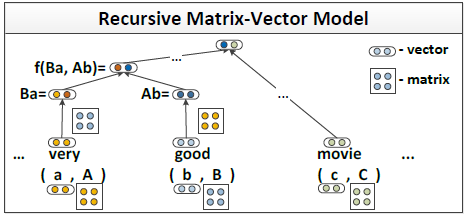 Recursive Matrix-Vector Model
...
- vector
f(Ba, Ab)=
- matrix
Ba= Ab= ...
... very good movie ...
( a , A ) ( b , B ) ( c , C )